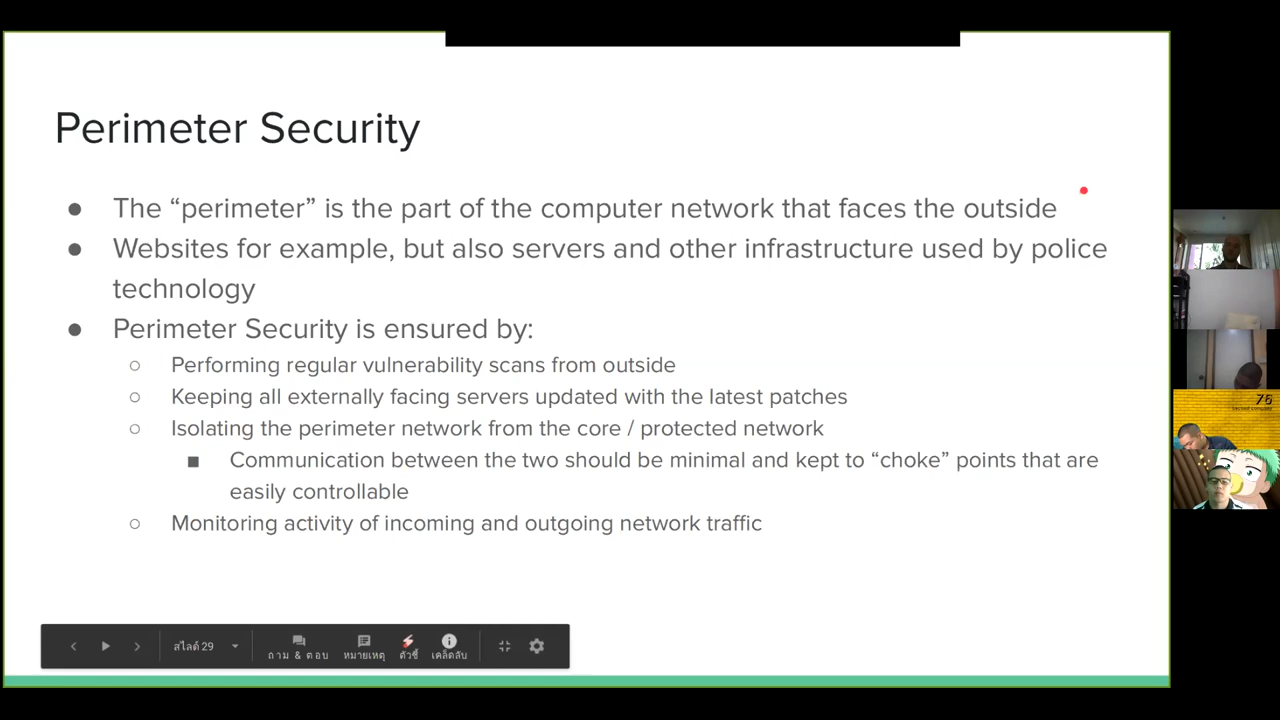 Perimeter Security
● The “perimeter” is the part of the computer network that faces the outside
● Websites for example, but also servers and other infrastructure used by police
technology
● Perimeter Security is ensured by:
○ Performing regular vulnerability scans from outside
○ Keeping all externally facing servers updated with the latest patches
○ Isolating the perimeter network from the core / protected network
■ Communication between the two should be minimal and kept to “choke” points that are
easily controllable
○ Monitoring activity of incoming and outgoing network traffic
สไลด์ 29
ถาม & ตอบ หมายเหตุ ตัวชี้ เคล็ดลับ
76